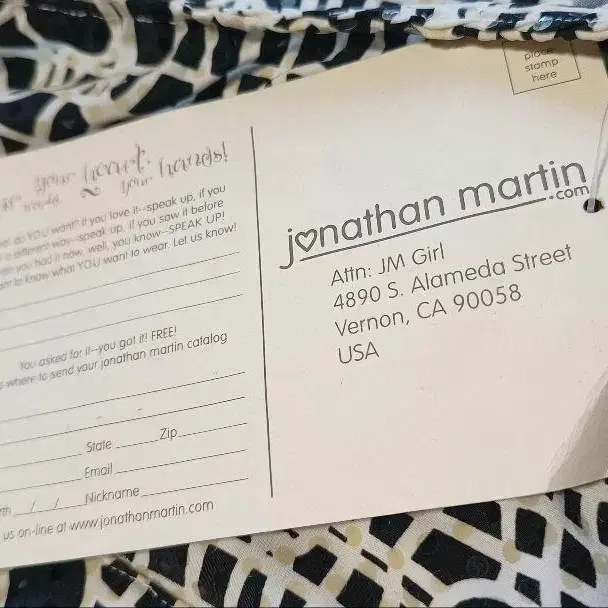 your heart.
your hands!
do YOU want? If you love it--speak up, if you
a different way--speak up, if you saw it before
you had it now, well, you know--SPEAK UP!
to know what YOU want to wear. Let us know!
You asked for it--you got it! FREE!
where to send your jonathan martin catalog
State Zip
Email
/ / Nickname
us on-line at www.jonathanmartin.com
place
stamp
here
jonathan martin
.com
Attn: JM Girl
4890 S. Alameda Street
Vernon, CA 90058
USA